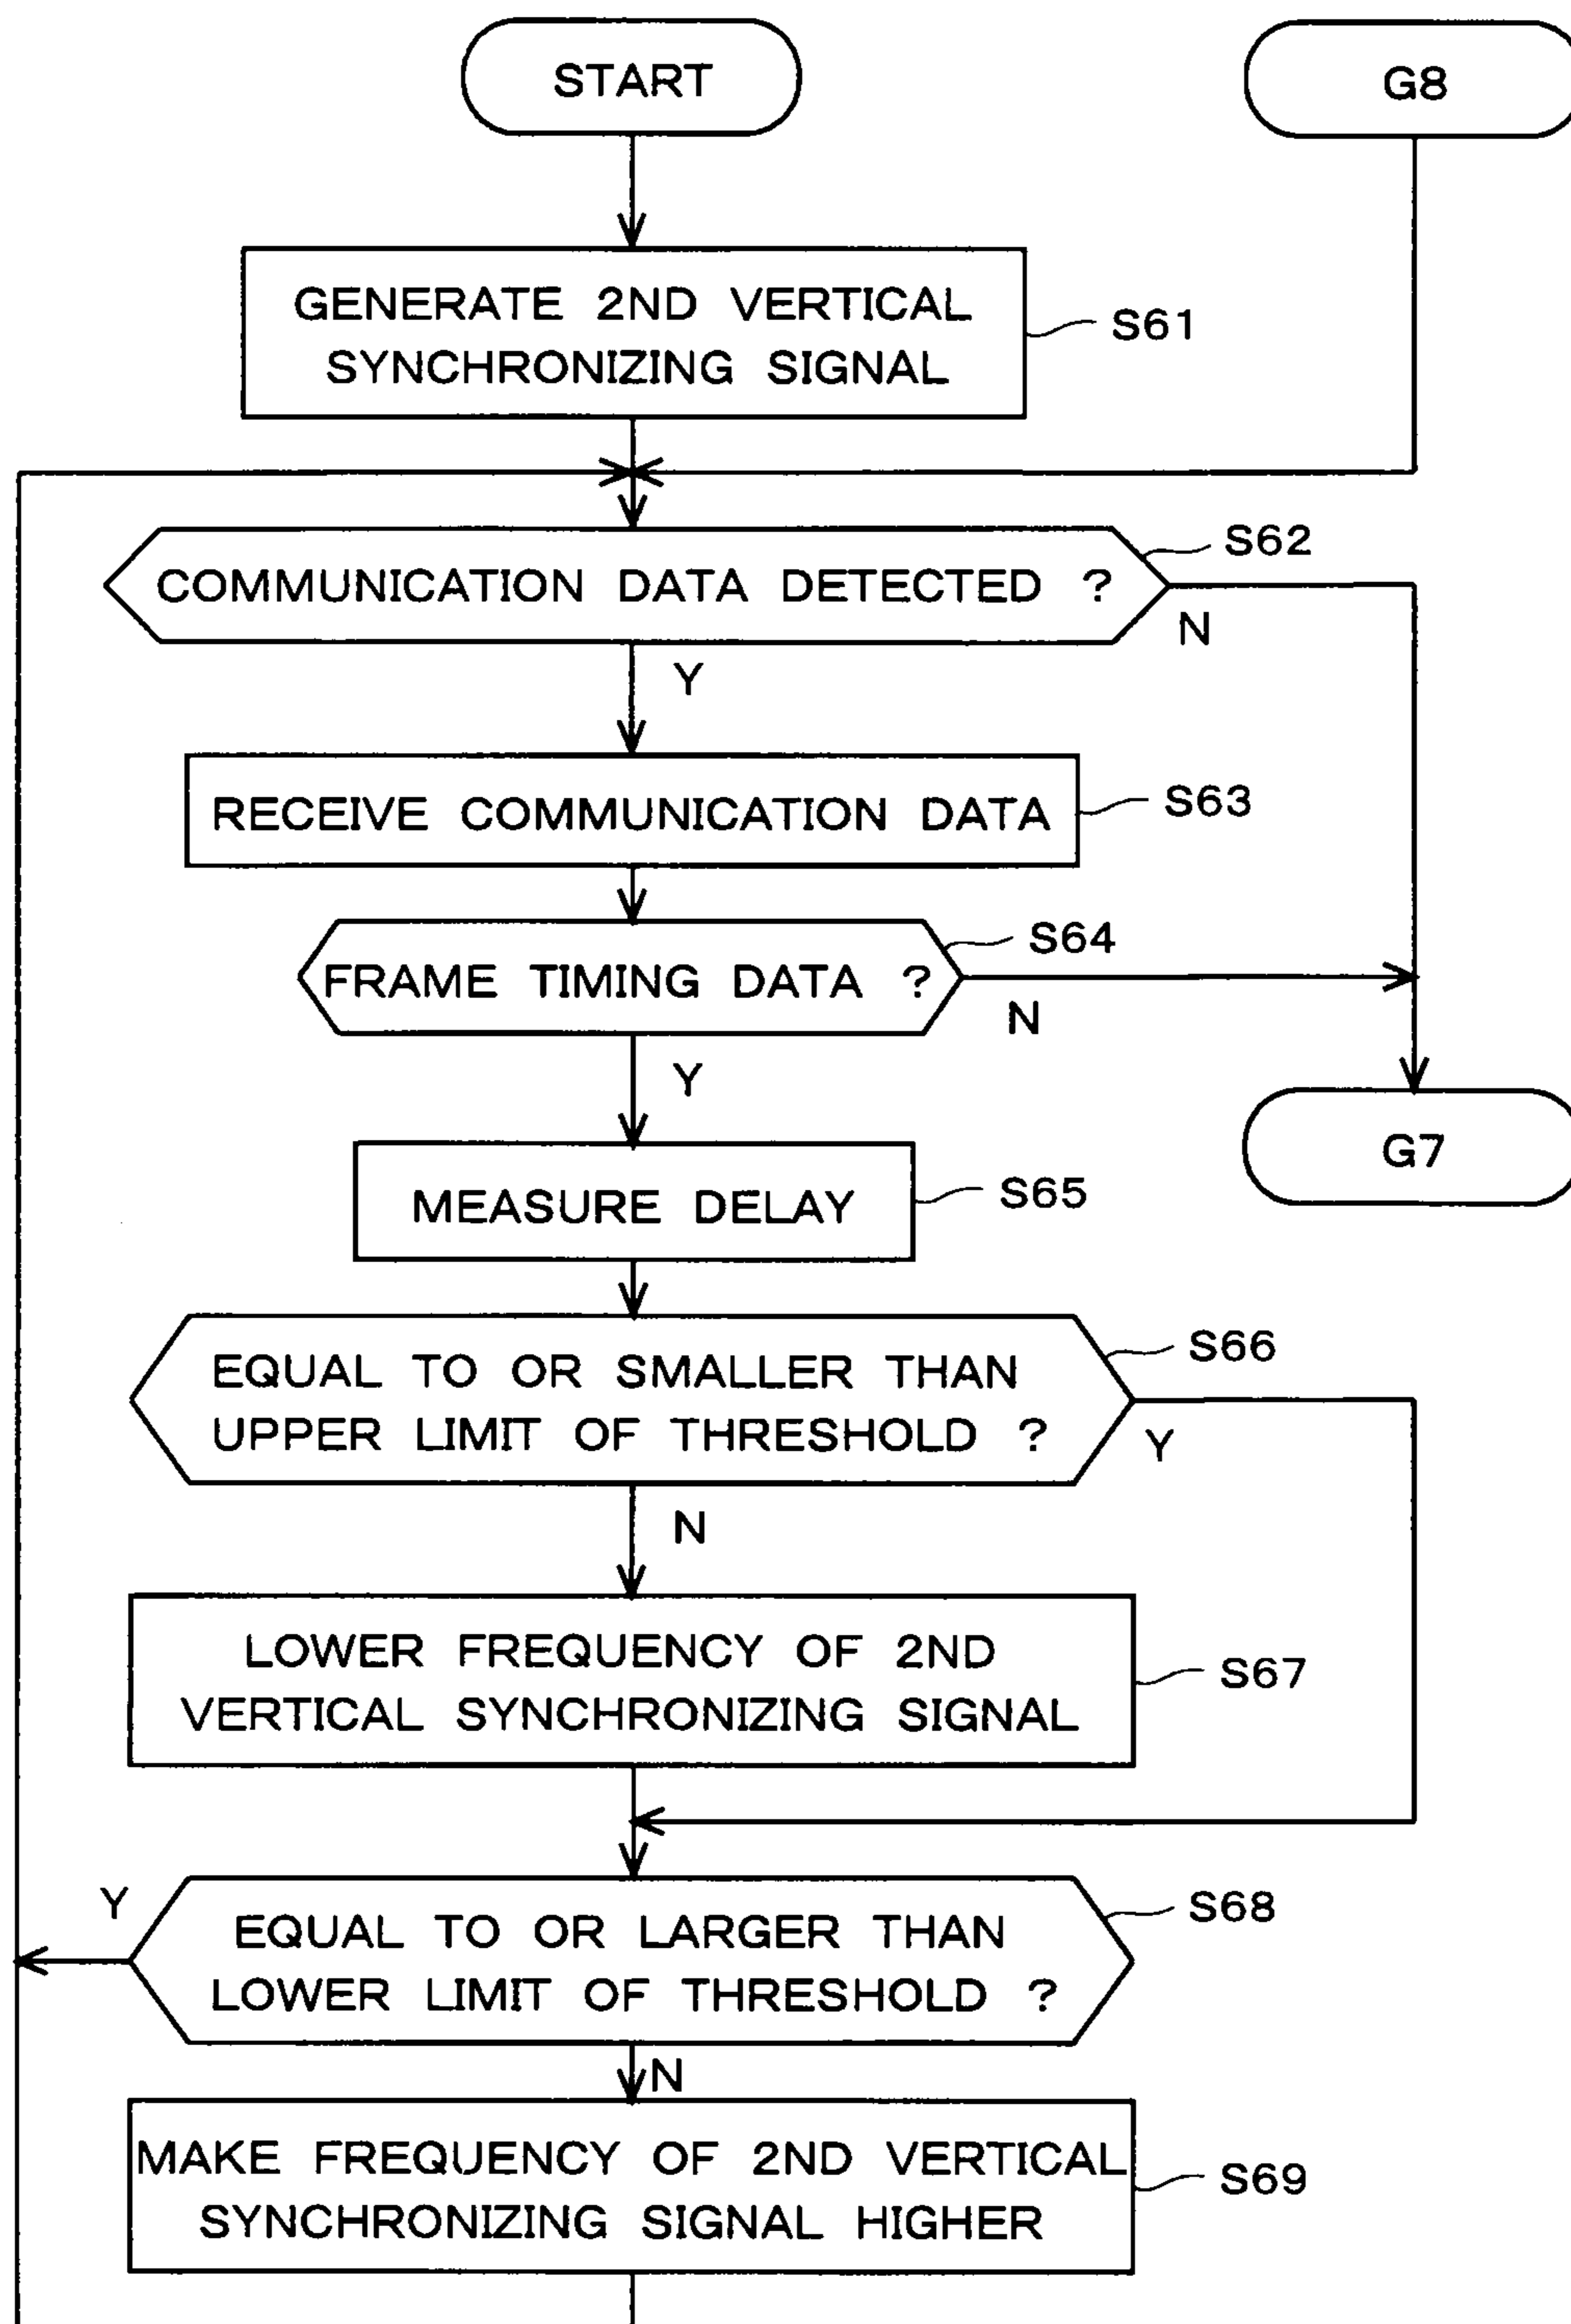 START
G8
GENERATE 2ND VERTICAL
SYNCHRONIZING SIGNAL
S61
COMMUNICATION DATA DETECTED ?
S62
N
Y
RECEIVE COMMUNICATION DATA
S63
FRAME TIMING DATA ?
S64
N
Y
G7
MEASURE DELAY
S65
EQUAL TO OR SMALLER THAN
UPPER LIMIT OF THRESHOLD ?
S66
Y
N
LOWER FREQUENCY OF 2ND
VERTICAL SYNCHRONIZING SIGNAL
S67
Y
EQUAL TO OR LARGER THAN
LOWER LIMIT OF THRESHOLD ?
S68
N
MAKE FREQUENCY OF 2ND VERTICAL
SYNCHRONIZING SIGNAL HIGHER
S69